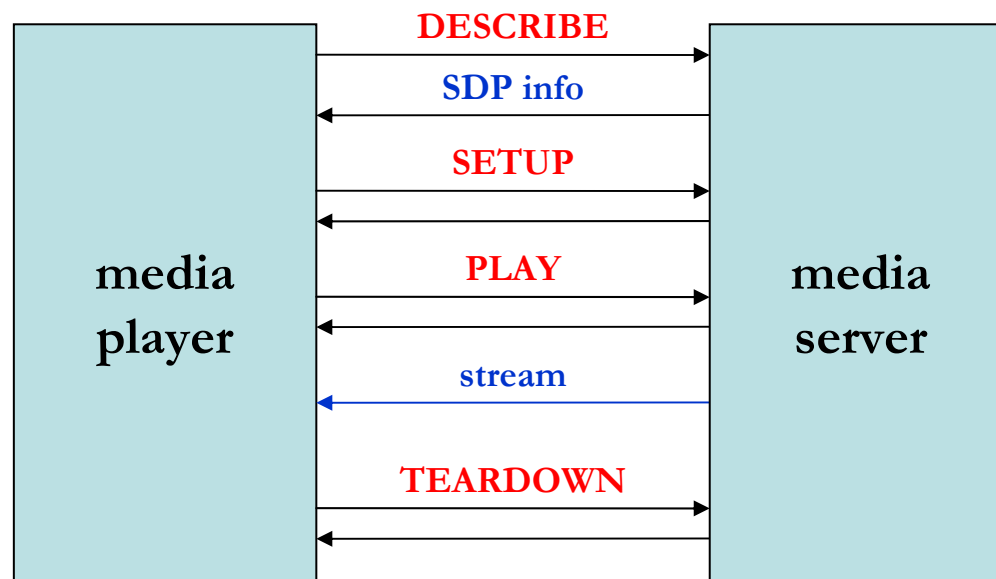 DESCRIBE
SDP info
SETUP
PLAY
media
player
media
server
stream
TEARDOWN